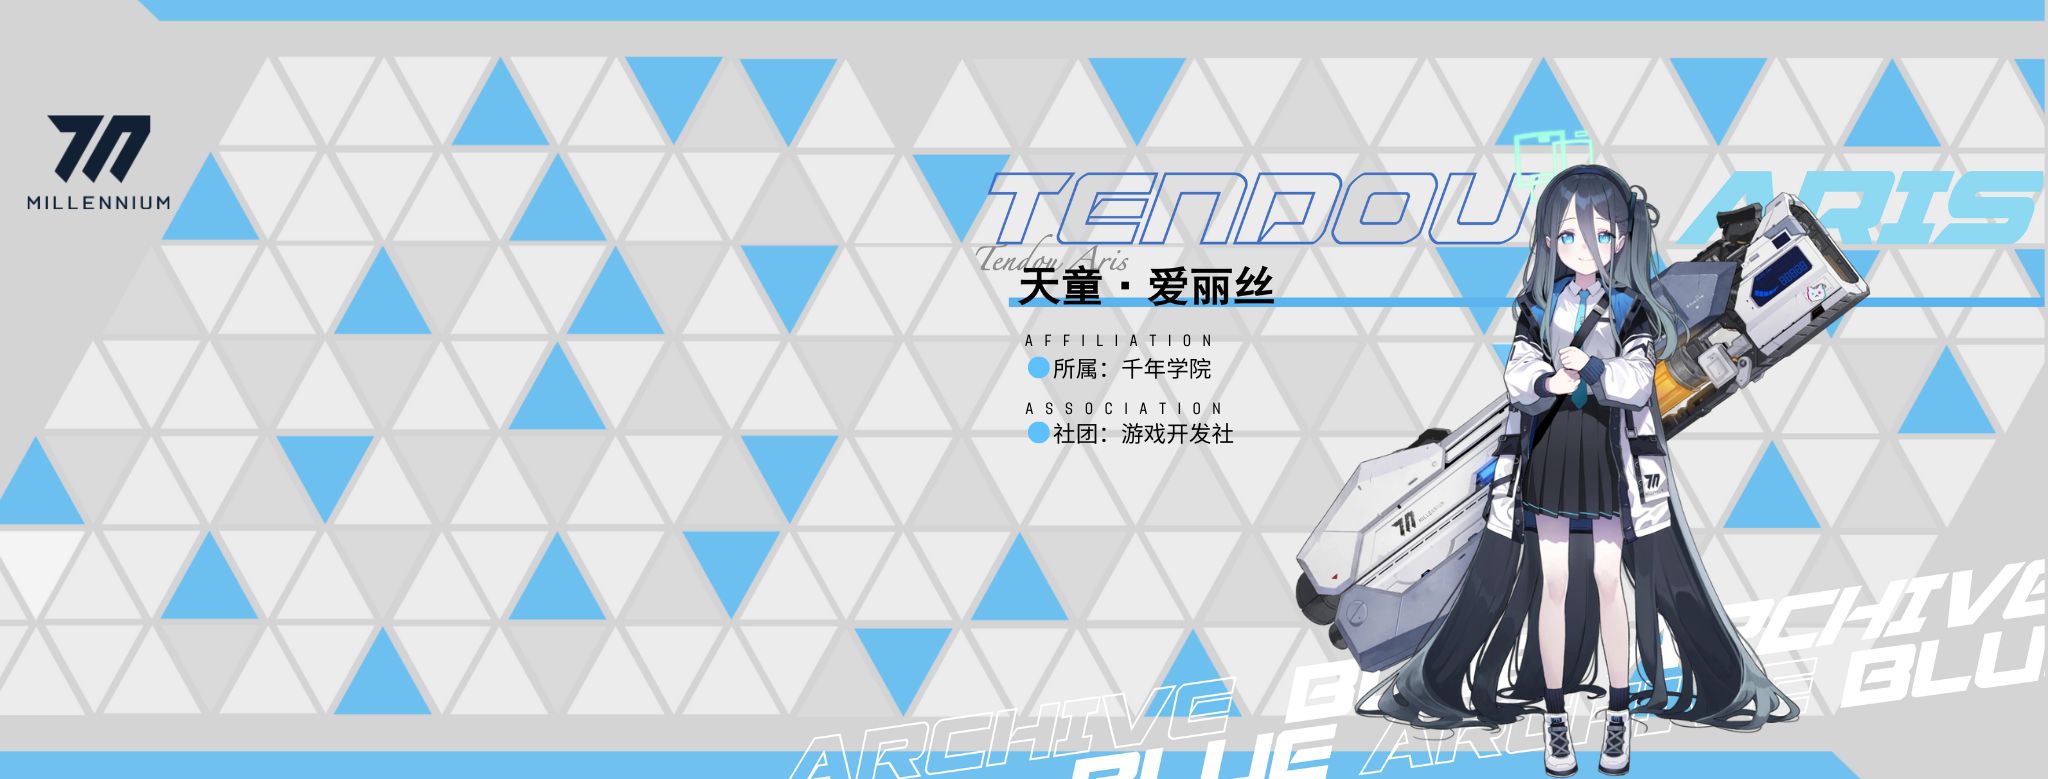 MILLENNIUM
TENDOU ARIS
Tendou Aris
天童·爱丽丝
AFFILIATION
所属：千年学院
ASSOCIATION
社团：游戏开发社
MILLENNIUM
ARCHIVE
BLUE
ARCHIVE
BLUE